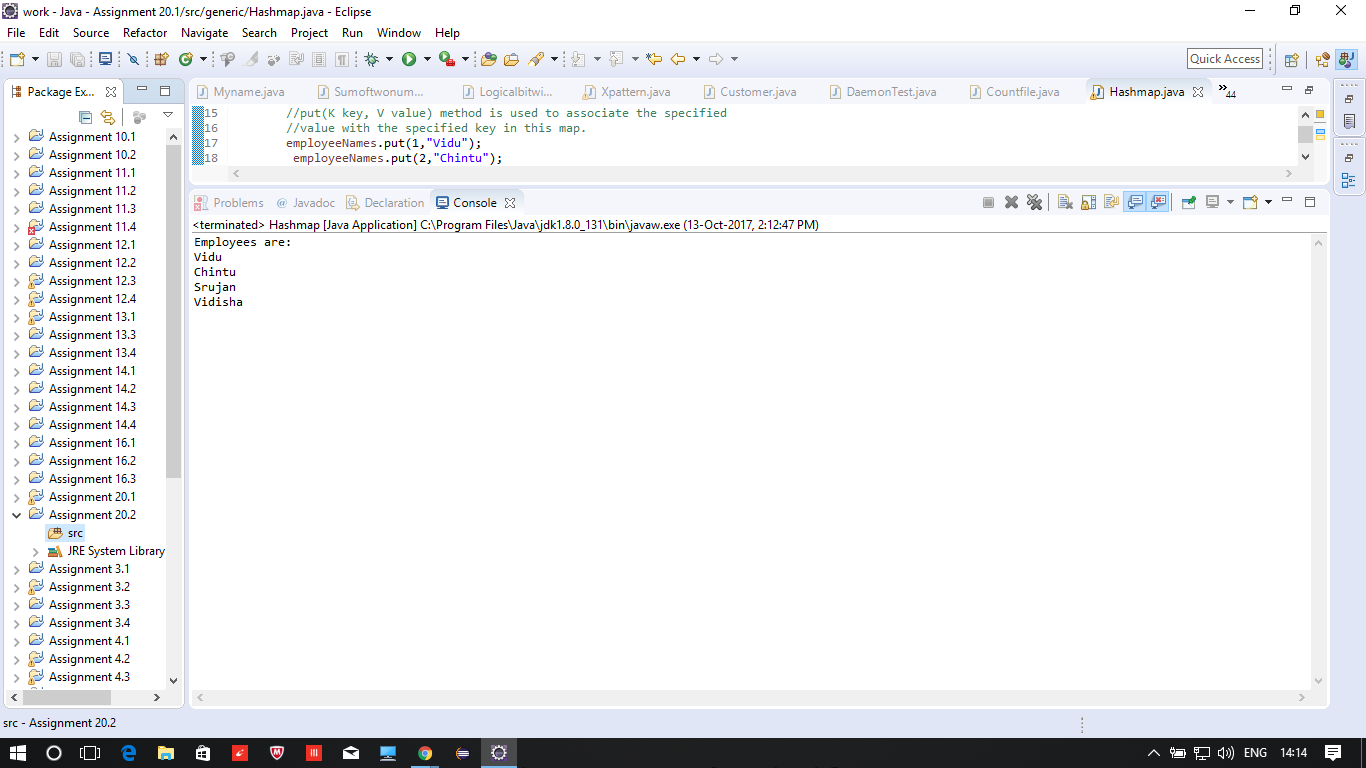 work - Java - Assignment 20.1/src/generic/Hashmap.java - Eclipse
File Edit Source Refactor Navigate Search Project Run Window Help
Quick Access
Package Ex...
Myname.java Sumoftwonum... Logicalbitwi... Xpattern.java Customer.java DaemonTest.java Countfile.java Hashmap.java »44
15 //put(K key, V value) method is used to associate the specified
16 //value with the specified key in this map.
17 employeeNames.put(1,"Vidu");
18 employeeNames.put(2,"Chintu");
Problems @ Javadoc Declaration Console
<terminated> Hashmap [Java Application] C:\Program Files\Java\jdk1.8.0_131\bin\javaw.exe (13-Oct-2017, 2:12:47 PM)
Employees are:
Vidu
Chintu
Srujan
Vidisha
Assignment 10.1
Assignment 10.2
Assignment 11.1
Assignment 11.2
Assignment 11.3
Assignment 11.4
Assignment 12.1
Assignment 12.2
Assignment 12.3
Assignment 12.4
Assignment 13.1
Assignment 13.3
Assignment 13.4
Assignment 14.1
Assignment 14.2
Assignment 14.3
Assignment 14.4
Assignment 16.1
Assignment 16.2
Assignment 16.3
Assignment 20.1
Assignment 20.2
src
JRE System Library
Assignment 3.1
Assignment 3.2
Assignment 3.3
Assignment 3.4
Assignment 4.1
Assignment 4.2
Assignment 4.3
src - Assignment 20.2
ENG 14:14